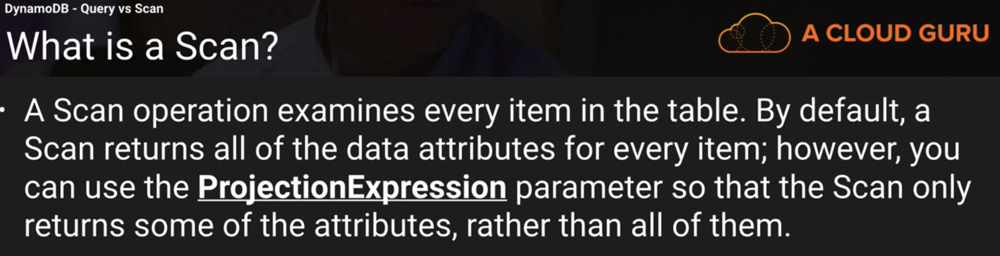 DynamoDB - Query vs Scan
What is a Scan?
A CLOUD GURU
· A Scan operation examines every item in the table. By default, a
Scan returns all of the data attributes for every item; however, you
can use the ProjectionExpression parameter so that the Scan only
returns some of the attributes, rather than all of them.